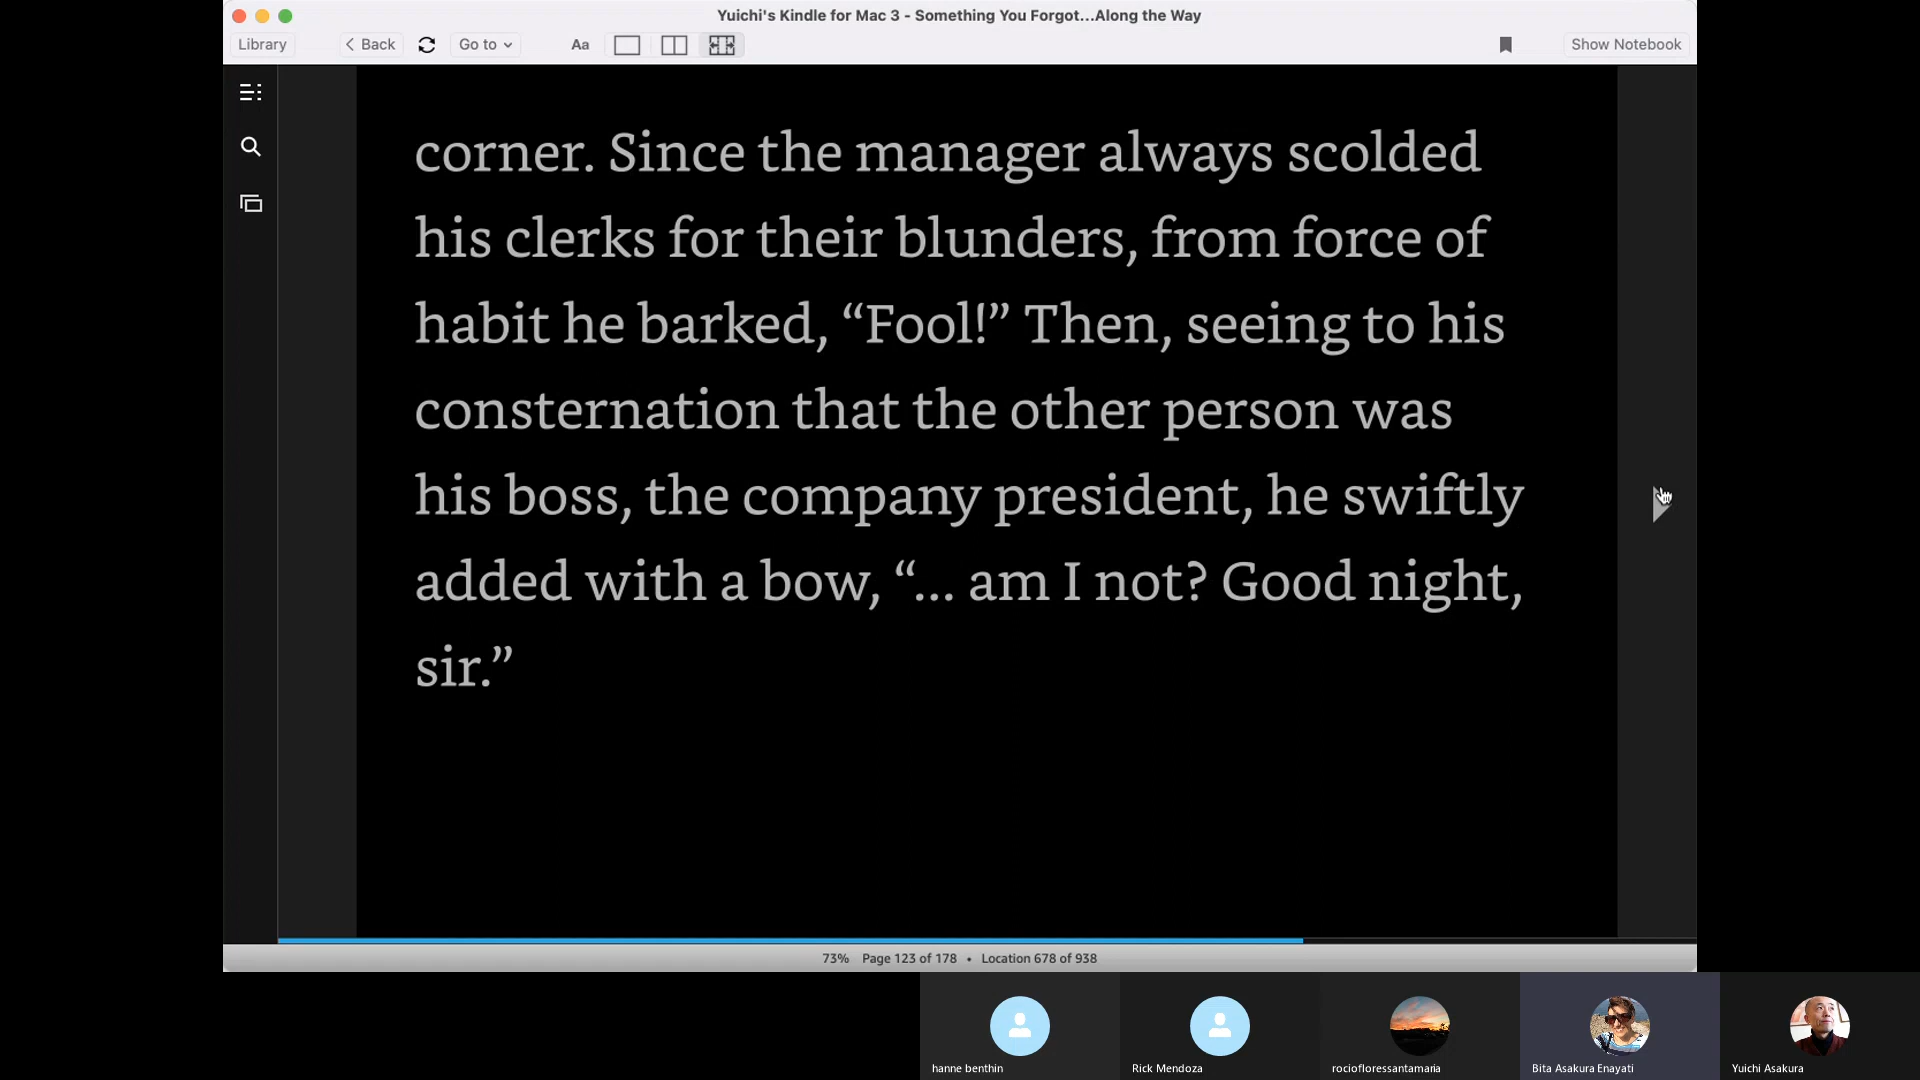 Yuichi's Kindle for Mac 3 - Something You Forgot...Along the Way
Library
Back
Go to
Aa
Show Notebook
corner. Since the manager always scolded
his clerks for their blunders, from force of
habit he barked, “Fool!” Then, seeing to his
consternation that the other person was
his boss, the company president, he swiftly
added with a bow, “... am I not? Good night,
sir.”
73% Page 123 of 178 • Location 678 of 938
hanne benthin
Rick Mendoza
rociofloressantamaria
Bita Asakura Enayati
Yuichi Asakura